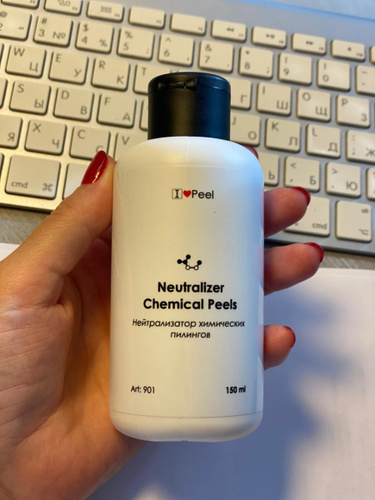 I❤Peel
Neutralizer
Chemical Peels
Нейтрализатор химических
пилингов
Art: 901
150 ml